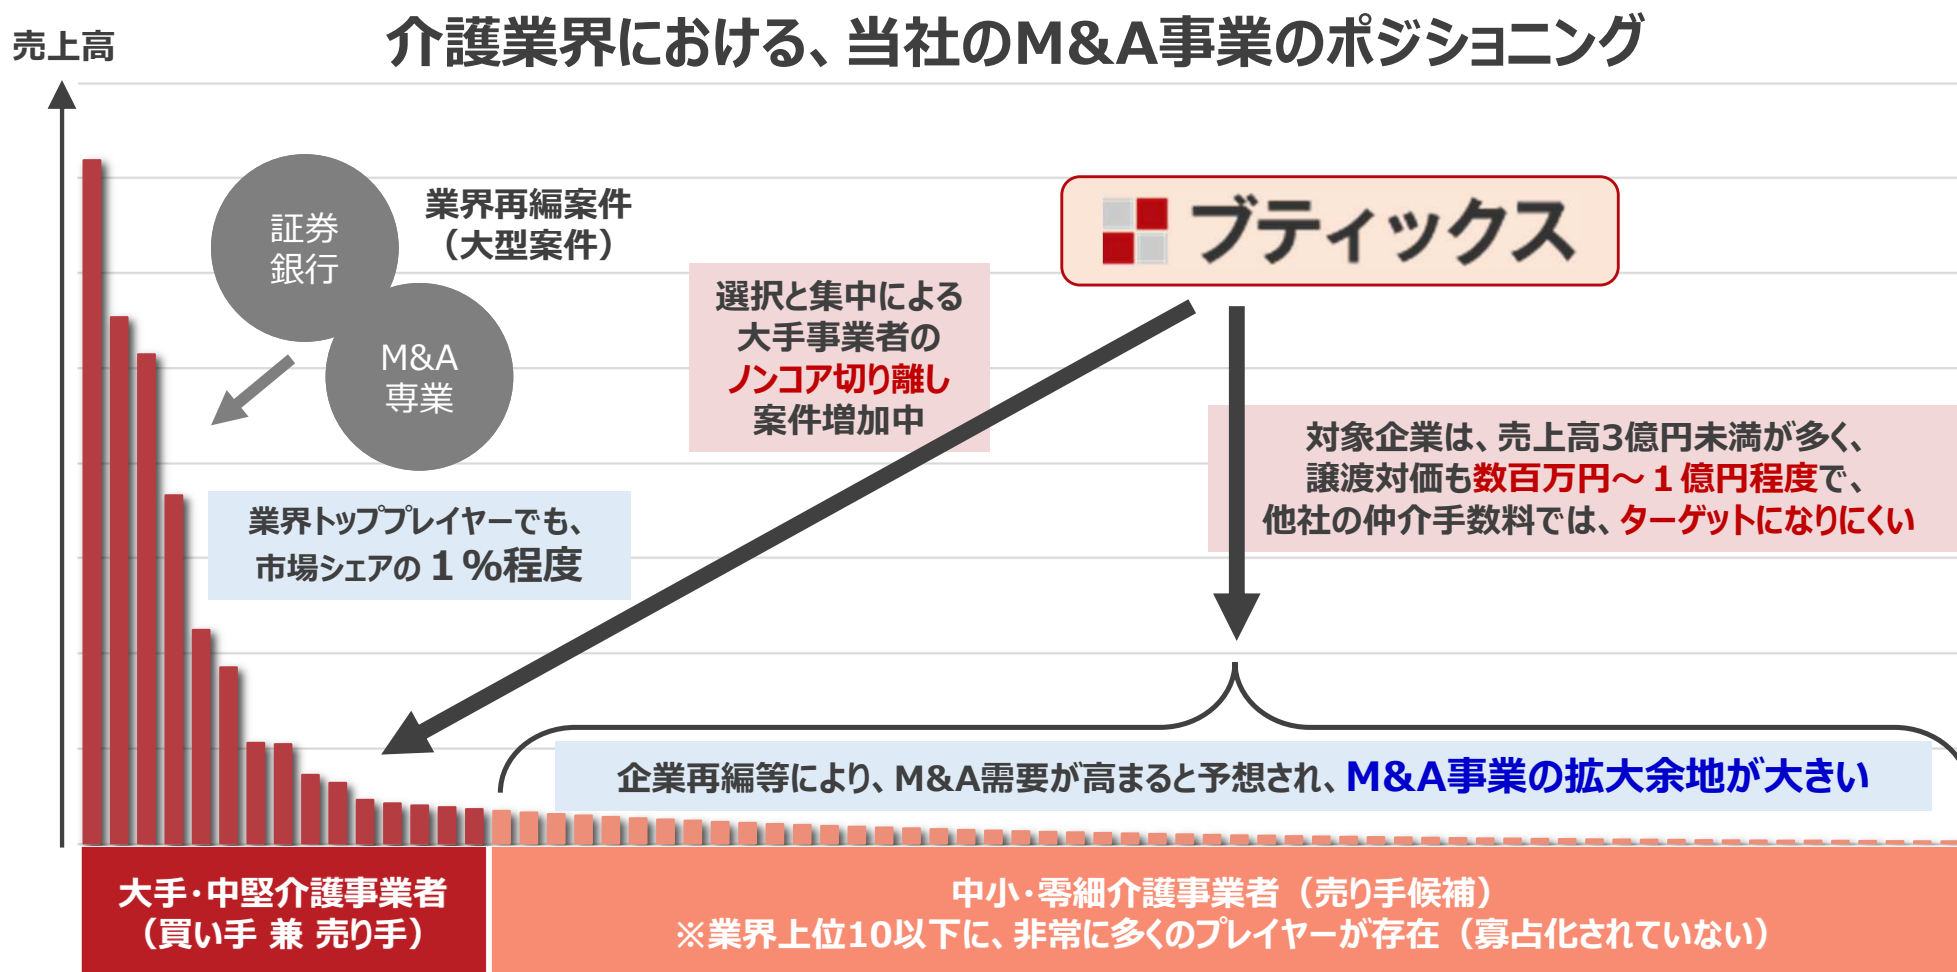 介護業界における、当社のM&A事業のポジショニング
売上高
証券
銀行
M&A
専業
業界再編案件
（大型案件）
ブティックス
選択と集中による
大手事業者の
ノンコア切り離し
案件増加中
対象企業は、売上高3億円未満が多く、
譲渡対価も数百万円～１億円程度で、
他社の仲介手数料では、ターゲットになりにくい
業界トッププレイヤーでも、
市場シェアの１%程度
企業再編等により、M&A需要が高まると予想され、M&A事業の拡大余地が大きい
大手・中堅介護事業者
（買い手 兼 売り手）
中小・零細介護事業者（売り手候補）
※業界上位10以下に、非常に多くのプレイヤーが存在（寡占化されていない）